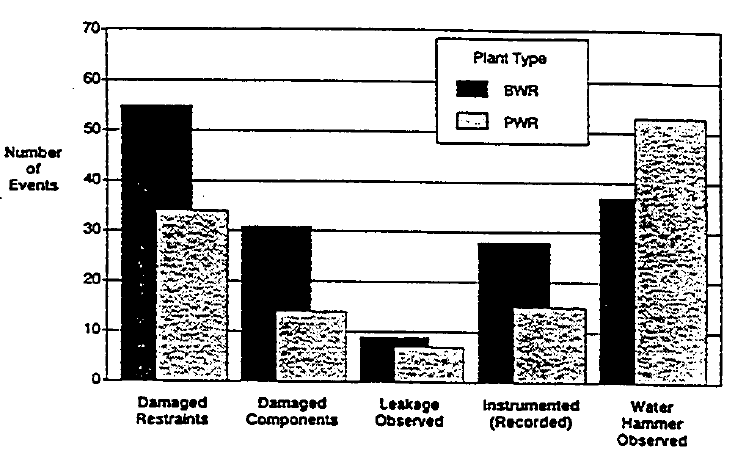 70
60
50
40
30
20
10
0
Number
of
Events
Plant Type
BWR
PWR
Damaged
Restraints
Damaged
Components
Leakage
Observed
Instrumented
(Recorded)
Water
Hammer
Observed